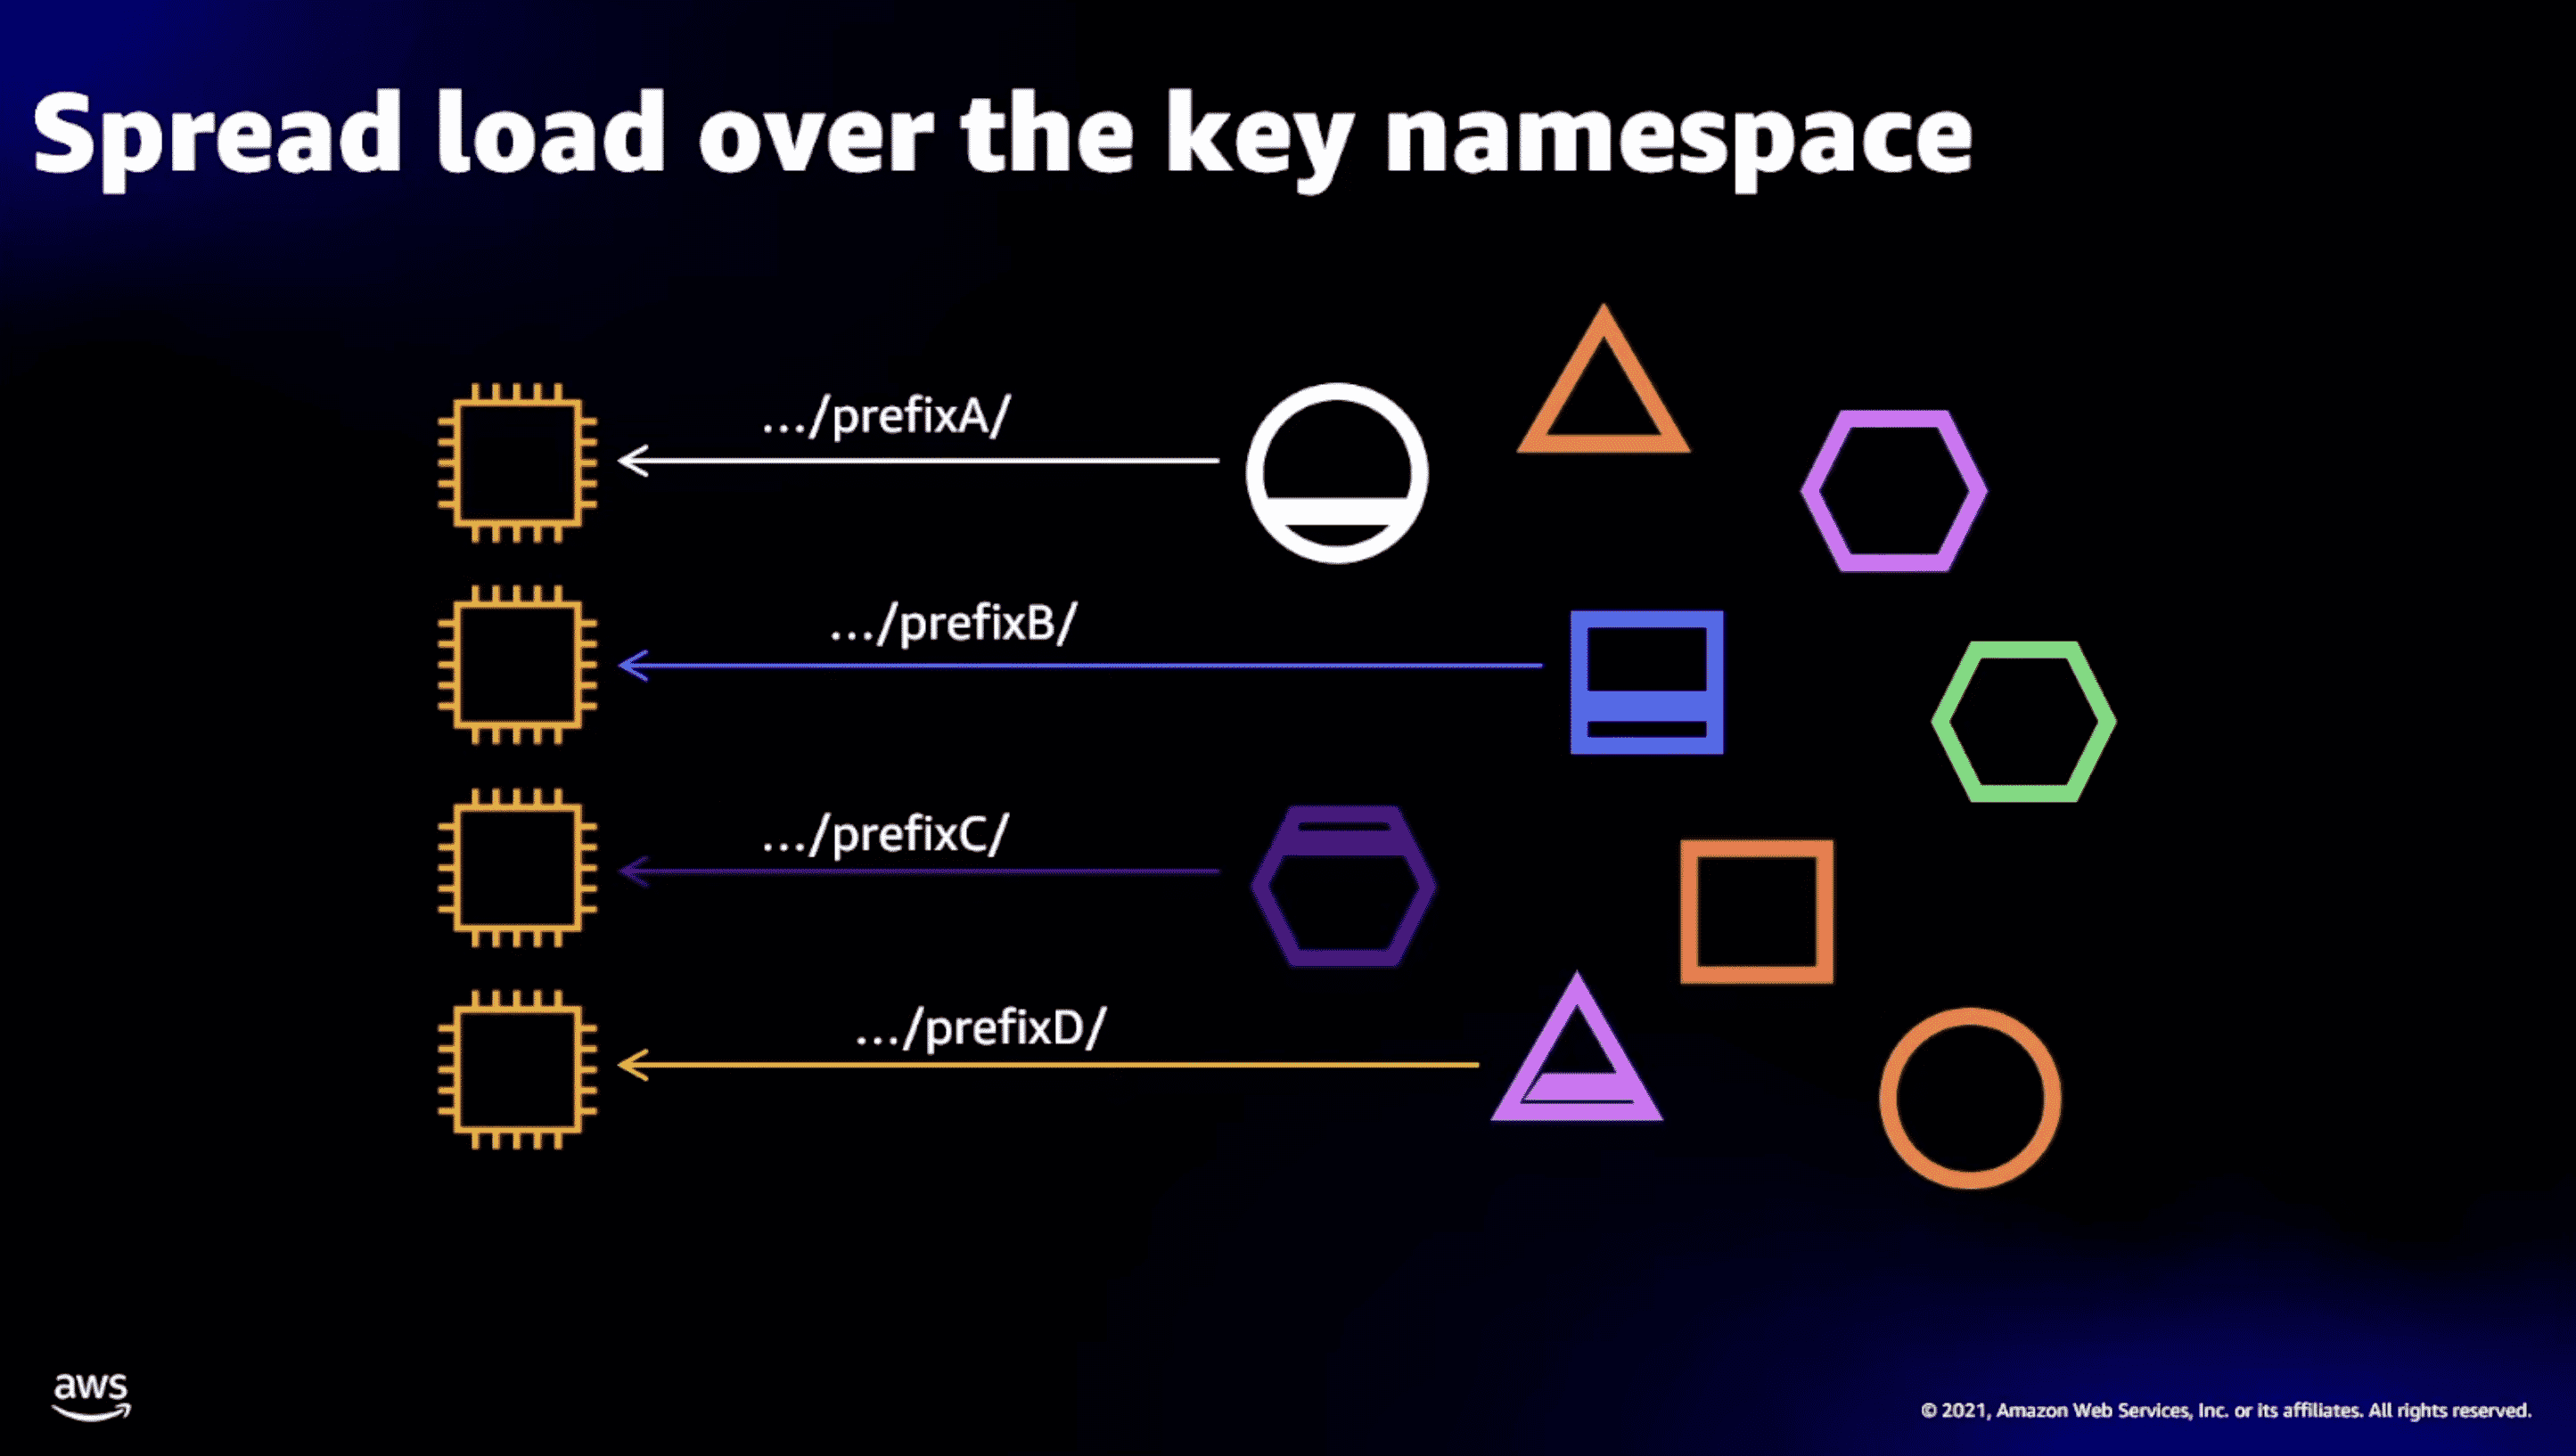 Spread load over the key namespace
.../prefixA/
.../prefixB/
.../prefixC/
.../prefixD/
aws
© 2021, Amazon Web Services, Inc. or its affiliates. All rights reserved.